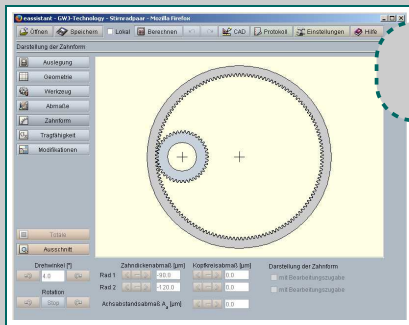 eassistant - GWJ-Technology - Stirnradpaar - Mozilla Firefox
Öffnen Speichern Lokal Berechnen CAD Protokoll Einstellungen Hilfe
Darstellung der Zahnform
Auslegung
Geometrie
Werkzeug
Abmaße
Zahnform
Tragfähigkeit
Modifikationen
Totale
Ausschnitt
Drehwinkel [°] Zahndickenabmaß [µm] Kopfkreisabmaß [µm] Darstellung der Zahnform
4.0 Rad 1 -90.0 0.0 mit Bearbeitungszugabe
Rotation Rad 2 -120.0 0.0 mit Bearbeitungszugabe
Stop Achsabstandsabmaß Aa [µm] 0.0